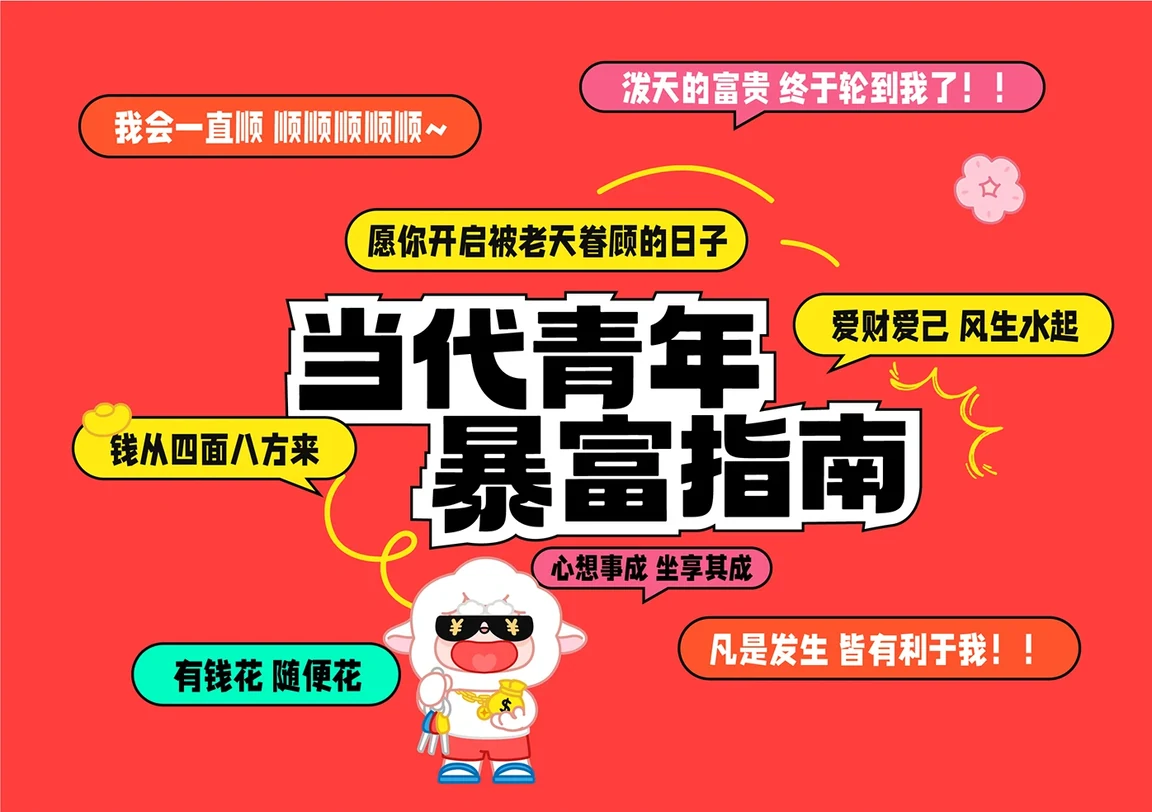 泼天的富贵 终于轮到我了！！
我会一直顺 顺顺顺顺顺~
愿你开启被老天眷顾的日子
爱财爱己 风生水起
当代青年
暴富指南
钱从四面八方来
心想事成 坐享其成
凡是发生 皆有利于我！！
有钱花 随便花
¥ ¥
$